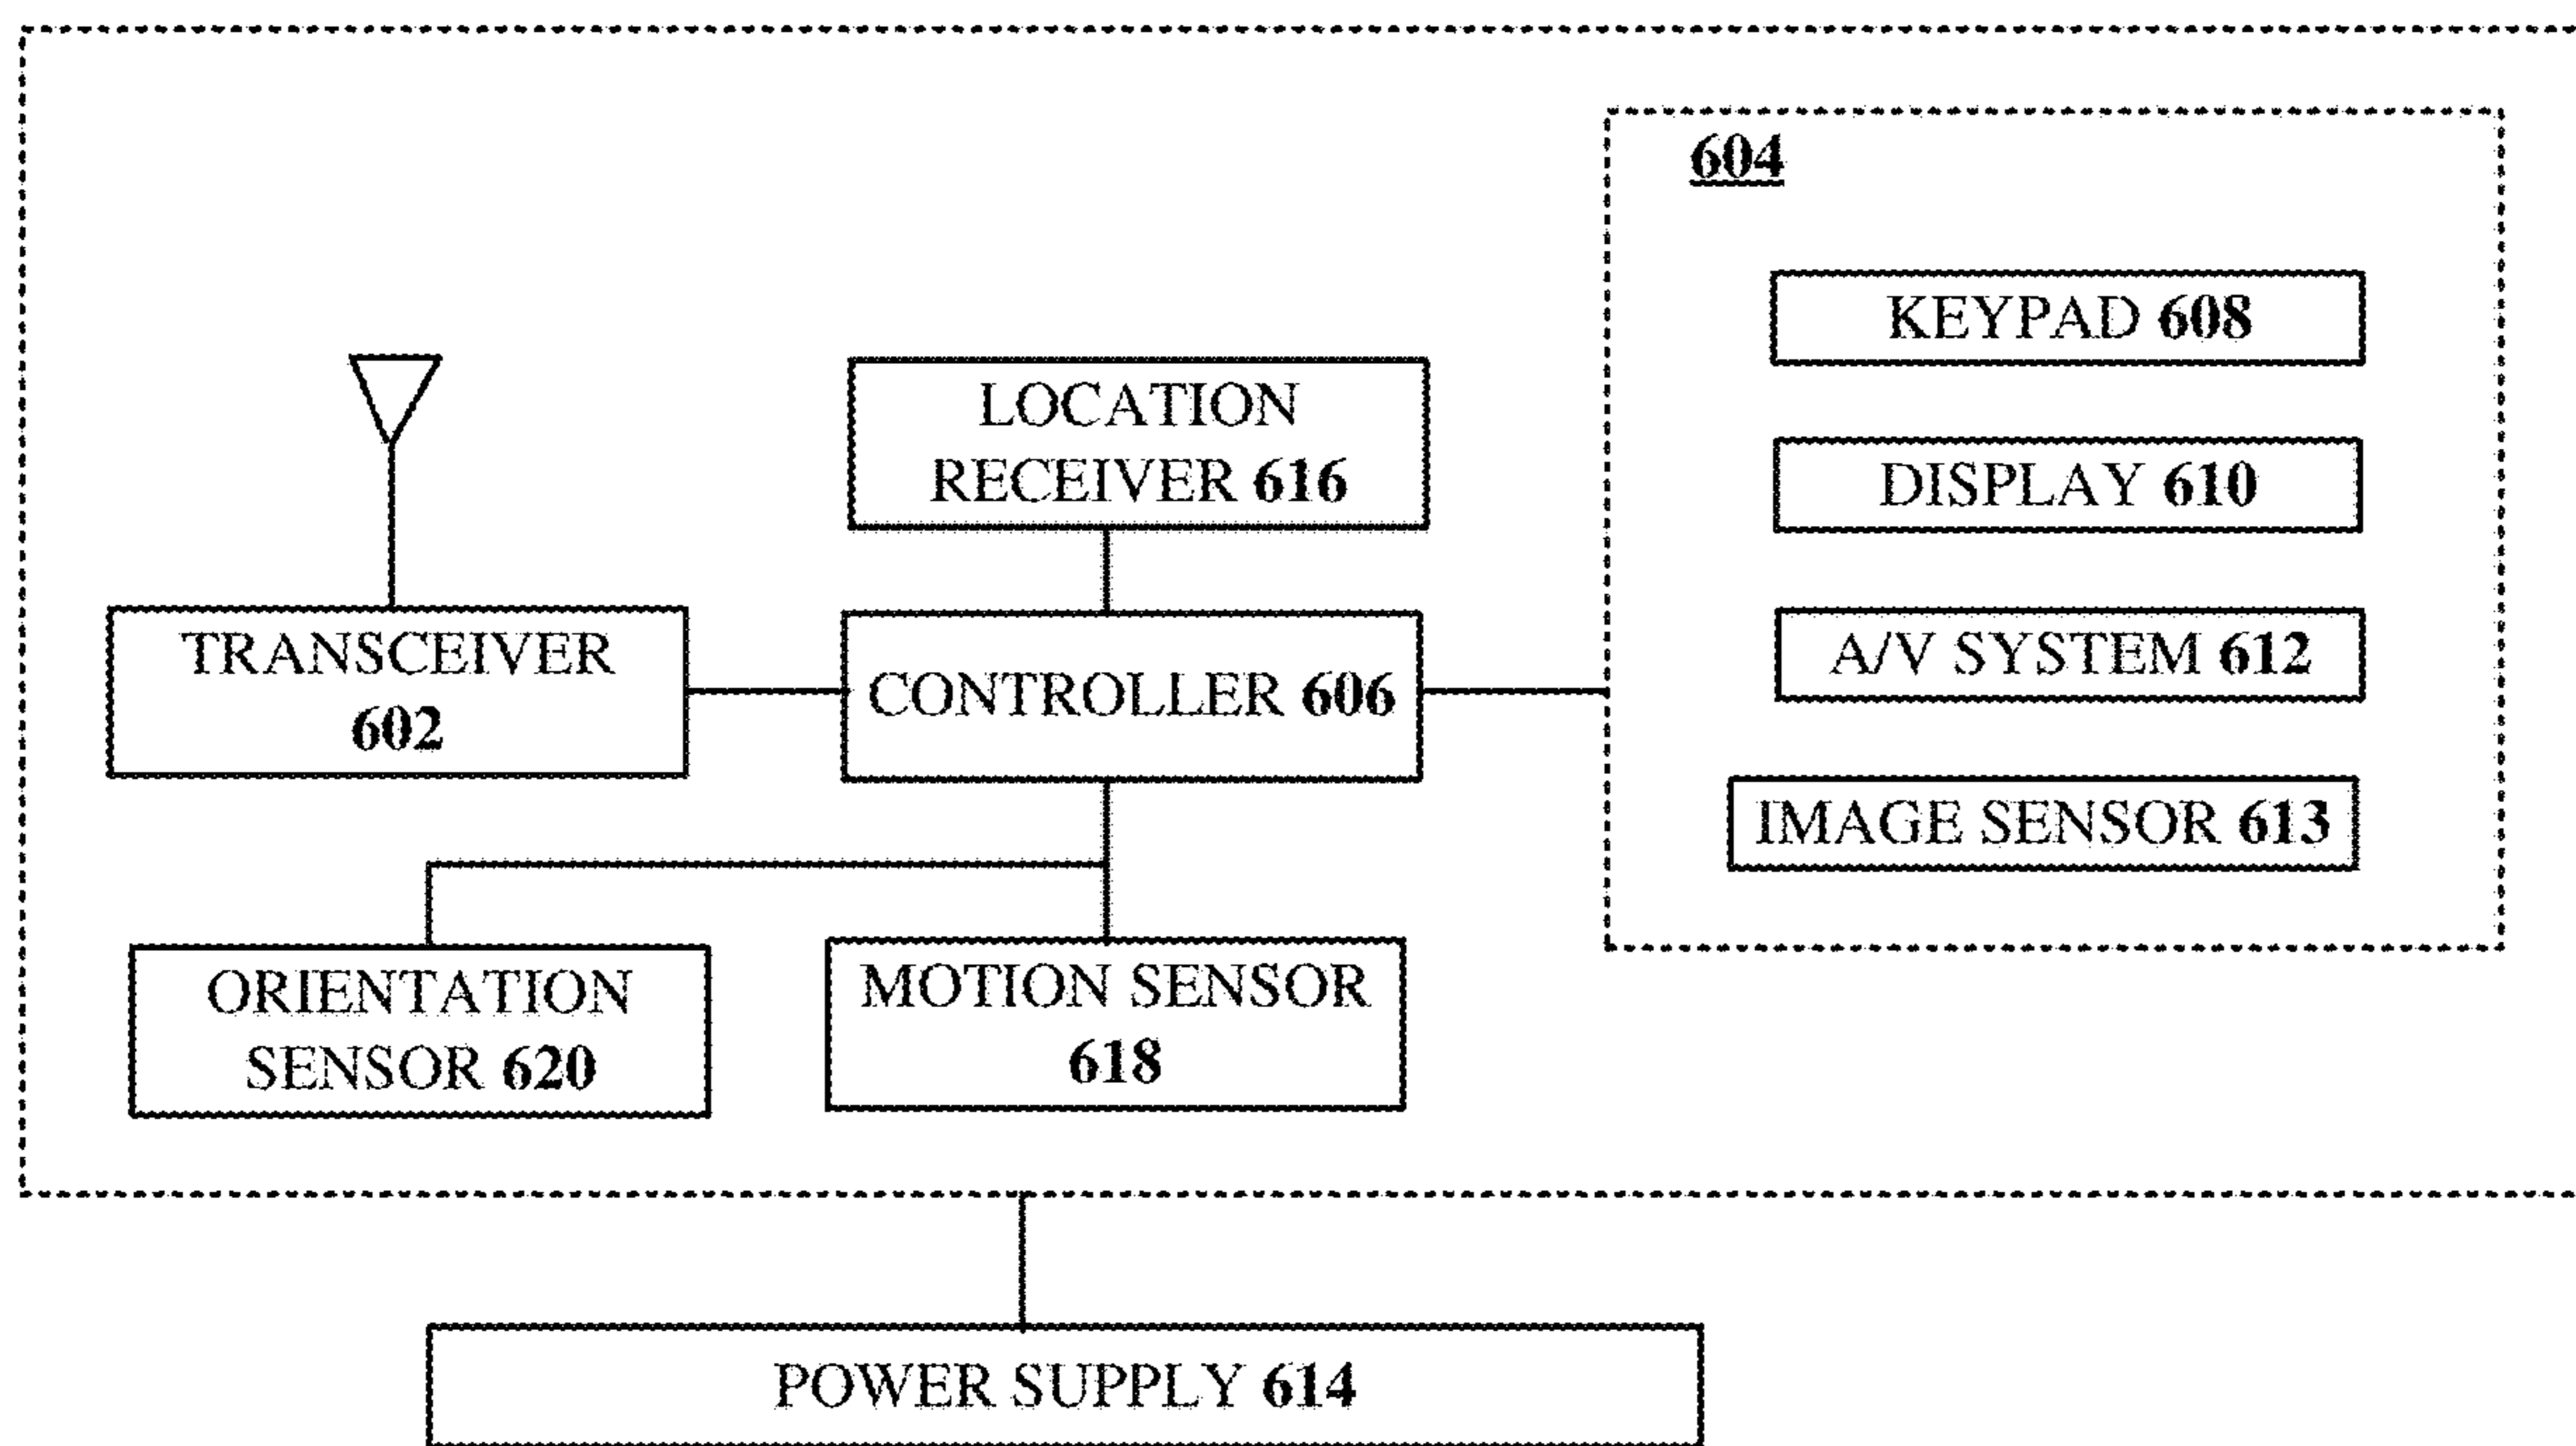 604
KEYPAD 608
DISPLAY 610
A/V SYSTEM 612
IMAGE SENSOR 613
LOCATION
RECEIVER 616
TRANSCEIVER
602
CONTROLLER 606
ORIENTATION
SENSOR 620
MOTION SENSOR
618
POWER SUPPLY 614